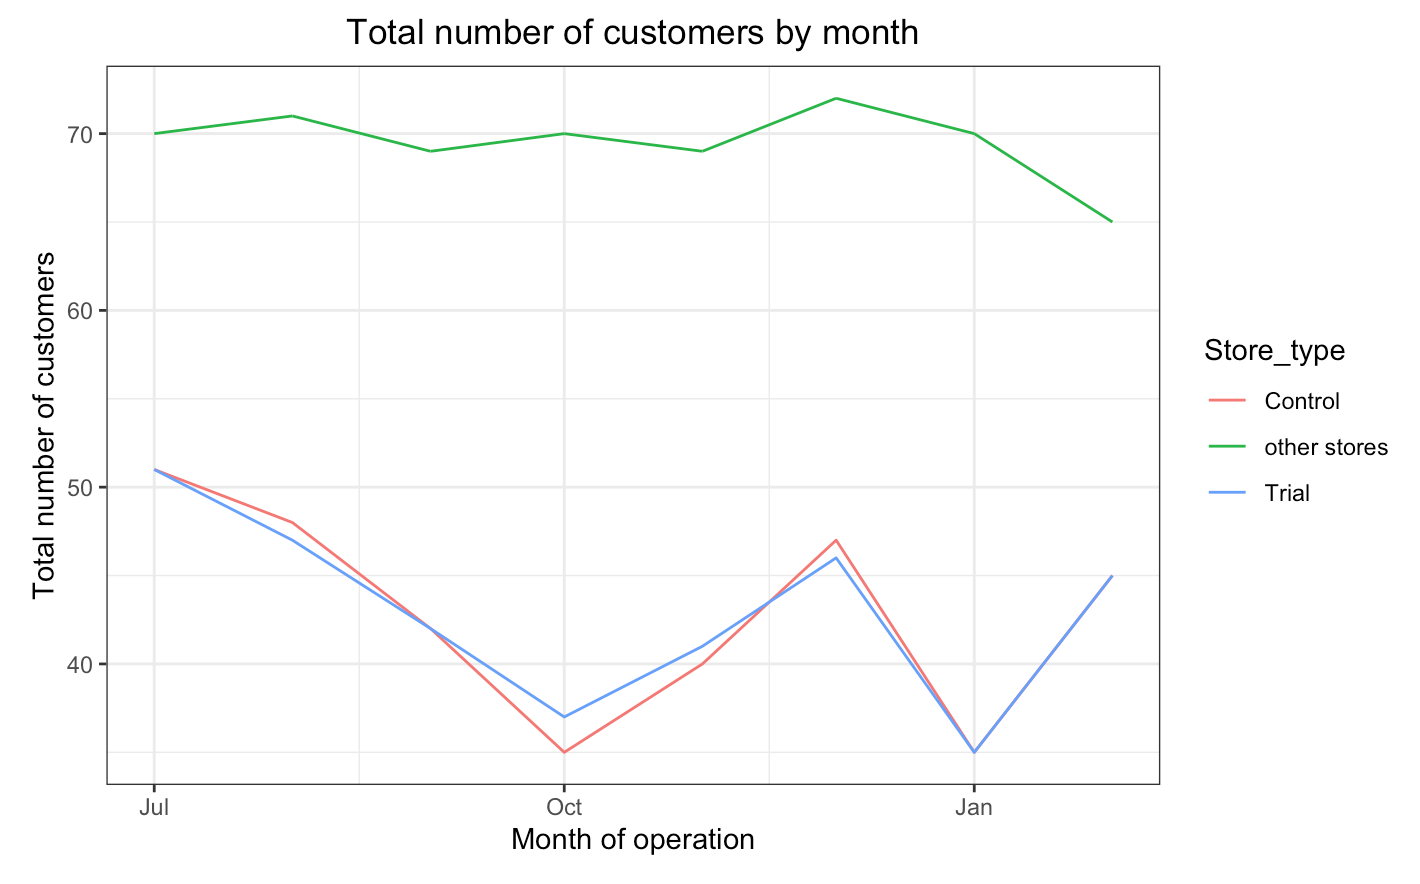 Total number of customers by month
Total number of customers
70
60
50
40
Jul
Oct
Jan
Month of operation
Store_type
Control
other stores
Trial